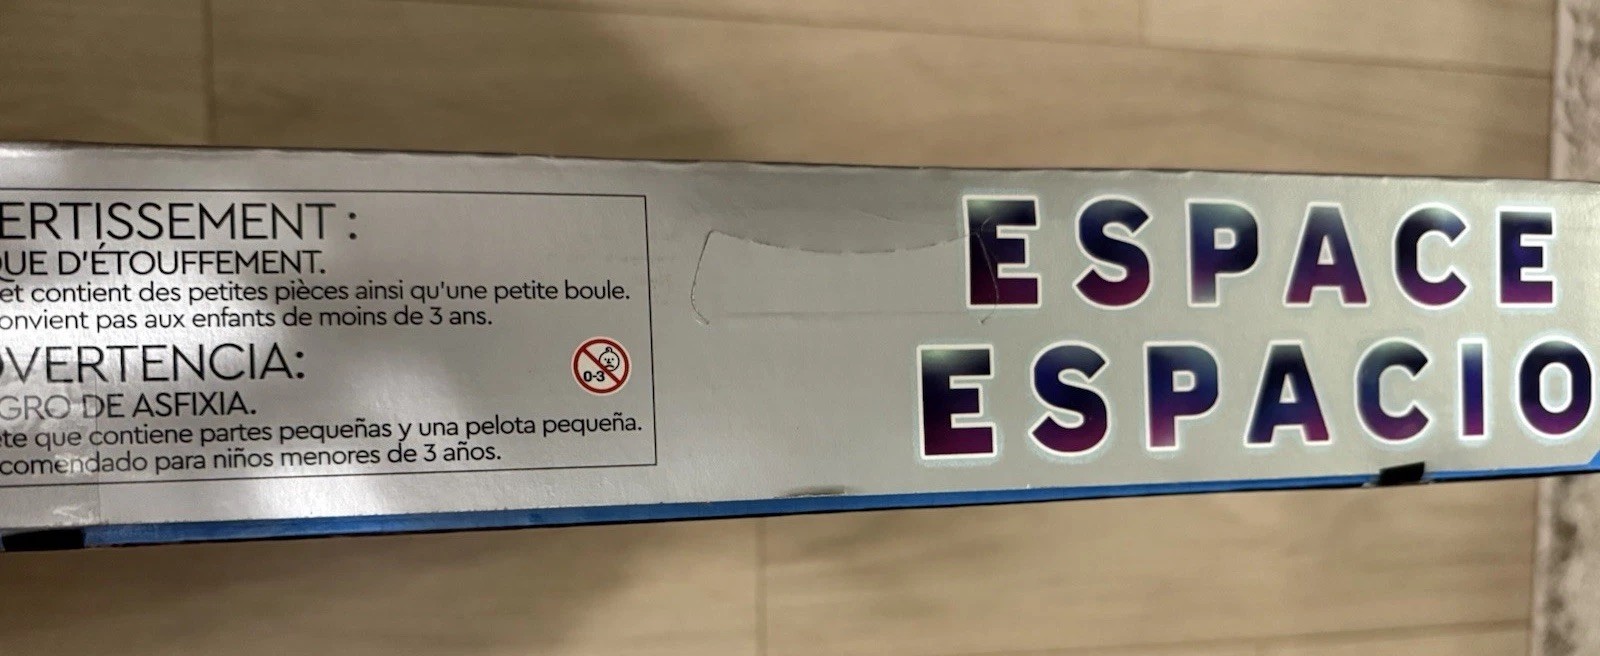 ERTISSEMENT :
QUE D'ÉTOUFFEMENT.
et contient des petites pièces ainsi qu'une petite boule.
onvient pas aux enfants de moins de 3 ans.
VERTENCIA:
GRO DE ASFIXIA.
te que contiene partes pequeñas y una pelota pequeña.
comendado para niños menores de 3 años.
0-3
ESPACE
ESPACIO